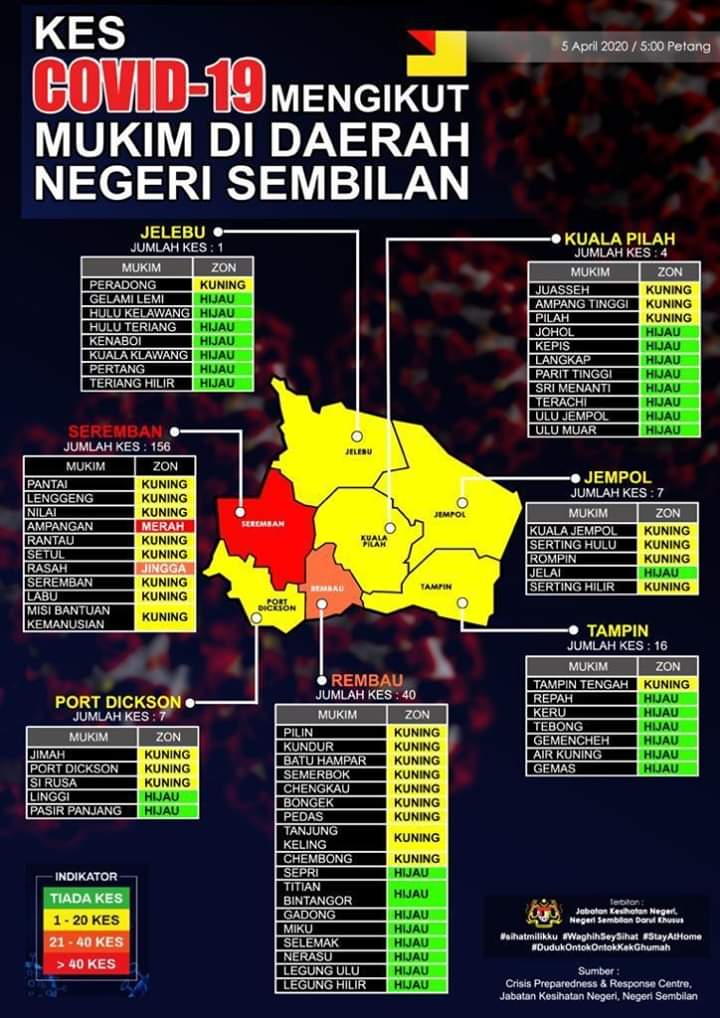 KES
COVID-19 MENGIKUT
MUKIM DI DAERAH
NEGERI SEMBILAN
5 April 2020 / 5:00 Petang
JELEBU
JUMLAH KES : 1
MUKIM ZON
PERADONG KUNING
GELAMI LEMI HIJAU
HULU KELAWANG HIJAU
HULU TERIANG HIJAU
KENABOI HIJAU
KUALA KLAWANG HIJAU
PERTANG HIJAU
TERIANG HILIR HIJAU
KUALA PILAH
JUMLAH KES : 4
MUKIM ZON
JUASSEH KUNING
AMPANG TINGGI KUNING
PILAH KUNING
JOHOL HIJAU
KEPIS HIJAU
LANGKAP HIJAU
PARIT TINGGI HIJAU
SRI MENANTI HIJAU
TERACHI HIJAU
ULU JEMPOL HIJAU
ULU MUAR HIJAU
SEREMBAN
JUMLAH KES : 156
MUKIM ZON
PANTAI KUNING
LENGGENG KUNING
NILAI KUNING
AMPANGAN MERAH
RANTAU KUNING
SETUL KUNING
RASAH JINGGA
SEREMBAN KUNING
LABU KUNING
MISI BANTUAN
KEMANUSIAN KUNING
JELEBU
SEREMBAN
KUALA
PILAH
JEMPOL
PORT
DICKSON
REMBAU
TAMPIN
JEMPOL
JUMLAH KES : 7
MUKIM ZON
KUALA JEMPOL KUNING
SERTING HULU KUNING
ROMPIN KUNING
JELAI HIJAU
SERTING HILIR KUNING
TAMPIN
JUMLAH KES : 16
MUKIM ZON
TAMPIN TENGAH KUNING
REPAH HIJAU
KERU HIJAU
TEBONG HIJAU
GEMENCHEH HIJAU
AIR KUNING HIJAU
GEMAS HIJAU
PORT DICKSON
JUMLAH KES : 7
MUKIM ZON
JIMAH KUNING
PORT DICKSON KUNING
SI RUSA KUNING
LINGGI HIJAU
PASIR PANJANG HIJAU
REMBAU
JUMLAH KES : 40
MUKIM ZON
PILIN KUNING
KUNDUR KUNING
BATU HAMPAR KUNING
SEMERBOK KUNING
CHENGKAU KUNING
BONGEK KUNING
PEDAS KUNING
TANJUNG
KELING KUNING
CHEMBONG KUNING
SEPRI HIJAU
TITIAN
BINTANGOR HIJAU
GADONG HIJAU
MIKU HIJAU
SELEMAK HIJAU
NERASU HIJAU
LEGUNG ULU HIJAU
LEGUNG HILIR HIJAU
INDIKATOR
TIADA KES
1 - 20 KES
21 - 40 KES
> 40 KES
Terbitan :
Jabatan Kesihatan Negeri,
Negeri Sembilan Darul Khusus
#sihatmilikku #WaghihSeySihat #StayAtHome
#DudukOntokOntokKekGhumah
Sumber :
Crisis Preparedness & Response Centre,
Jabatan Kesihatan Negeri, Negeri Sembilan